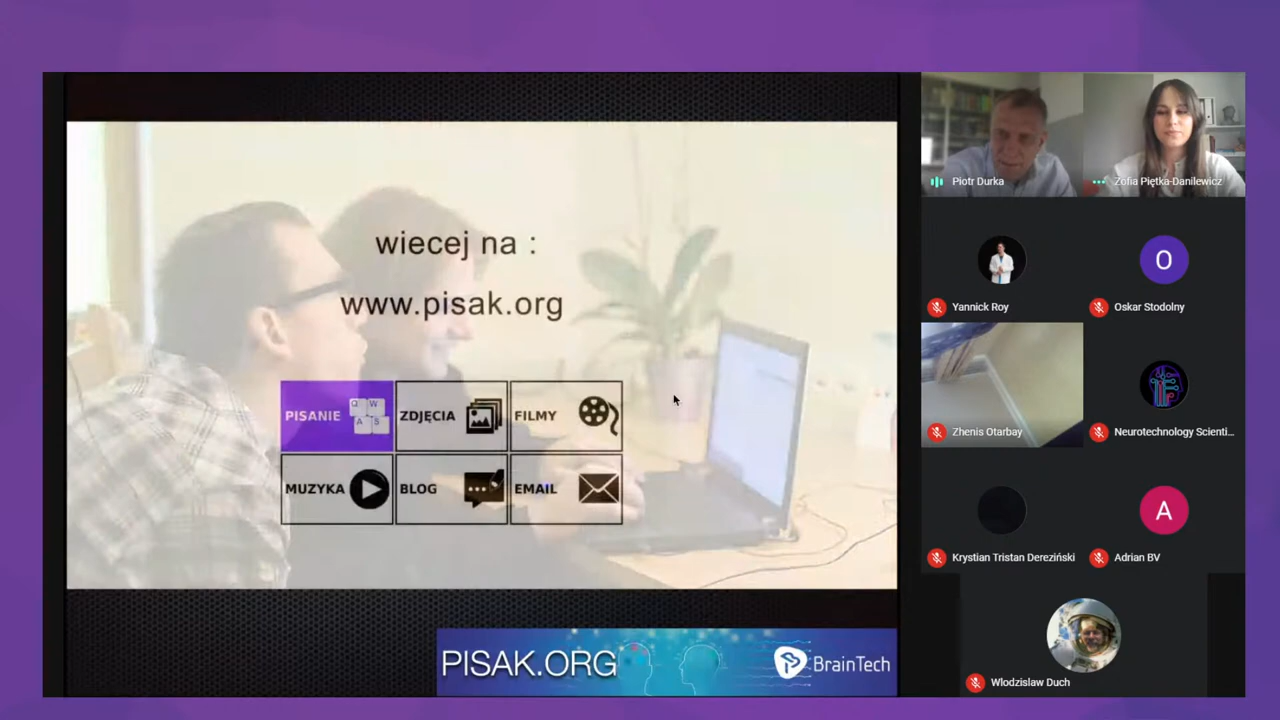 wiecej na :
www.pisak.org
PISANIE
Q W
A S
ZDJĘCIA
FILMY
MUZYKA
BLOG
EMAIL
PISAK.ORG
BrainTech
Piotr Durka
Zofia Piętka-Danilewicz
Yannick Roy
O
Oskar Stodolny
Zhenis Otarbay
Neurotechnology Scienti...
Krystian Tristan Dereziński
A
Adrian BV
Wlodzislaw Duch